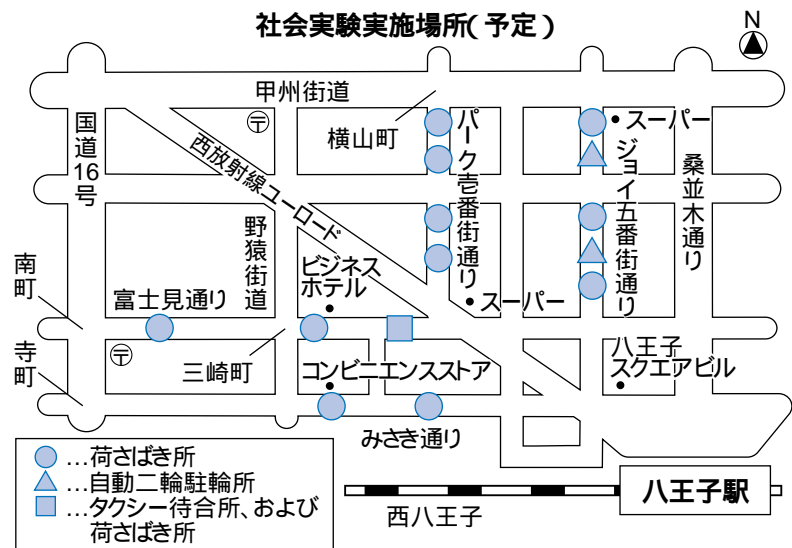 社会実験実施場所(予定)
N
甲州街道
国道16号
〒
横山町
パーク壱番街通り
スーパー
ジョイ五番街通り
桑並木通り
西放射線ユーロード
野猿街道
ビジネス
ホテル
スーパー
南町
富士見通り
寺町
〒
三崎町
コンビニエンスストア
八王子
スクエアビル
みさき通り
…荷さばき所
…自動二輪駐輪所
…タクシー待合所、および
荷さばき所
西八王子
八王子駅